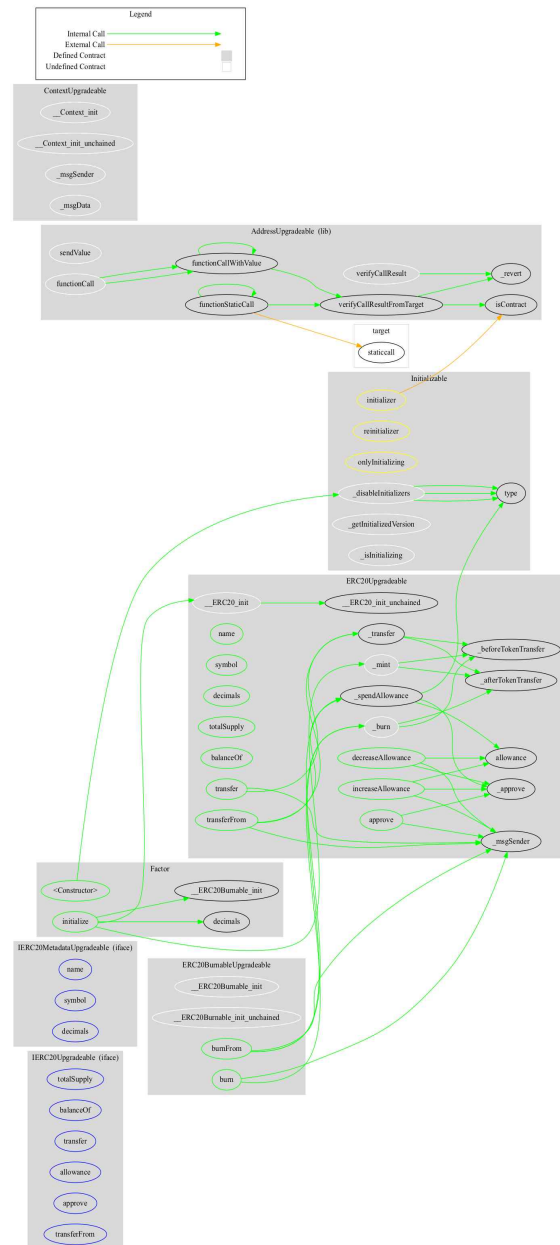 Legend
Internal Call
External Call
Defined Contract
Undefined Contract
ContextUpgradeable
__Context_init
__Context_init_unchained
_msgSender
_msgData
AddressUpgradeable (lib)
sendValue
functionCall
functionCallWithValue
functionStaticCall
verifyCallResult
verifyCallResultFromTarget
_revert
isContract
target
staticcall
Initializable
initializer
reinitializer
onlyInitializing
_disableInitializers
_getInitializedVersion
_isInitializing
type
ERC20Upgradeable
__ERC20_init
__ERC20_init_unchained
name
symbol
decimals
totalSupply
balanceOf
transfer
transferFrom
_transfer
_mint
_spendAllowance
_burn
decreaseAllowance
increaseAllowance
approve
_beforeTokenTransfer
_afterTokenTransfer
allowance
_approve
_msgSender
Factor
<Constructor>
initialize
__ERC20Burnable_init
decimals
IERC20MetadataUpgradeable (iface)
name
symbol
decimals
ERC20BurnableUpgradeable
__ERC20Burnable_init
__ERC20Burnable_init_unchained
burnFrom
burn
IERC20Upgradeable (iface)
totalSupply
balanceOf
transfer
allowance
approve
transferFrom